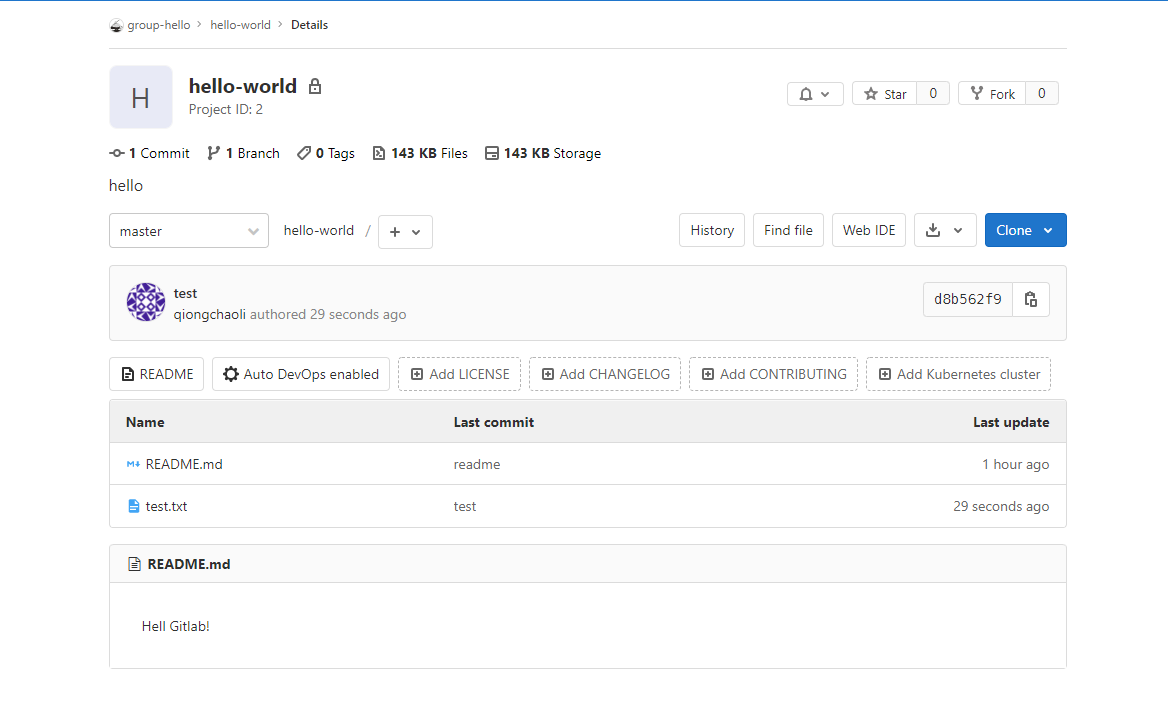 group-hello > hello-world > Details
H
hello-world
Project ID: 2
Star 0 Fork 0
1 Commit 1 Branch 0 Tags 143 KB Files 143 KB Storage
hello
master hello-world / + History Find file Web IDE Clone
test
qiongchaoli authored 29 seconds ago
d8b562f9
README Auto DevOps enabled Add LICENSE Add CHANGELOG Add CONTRIBUTING Add Kubernetes cluster
Name Last commit Last update
README.md readme 1 hour ago
test.txt test 29 seconds ago
README.md
Hell Gitlab!